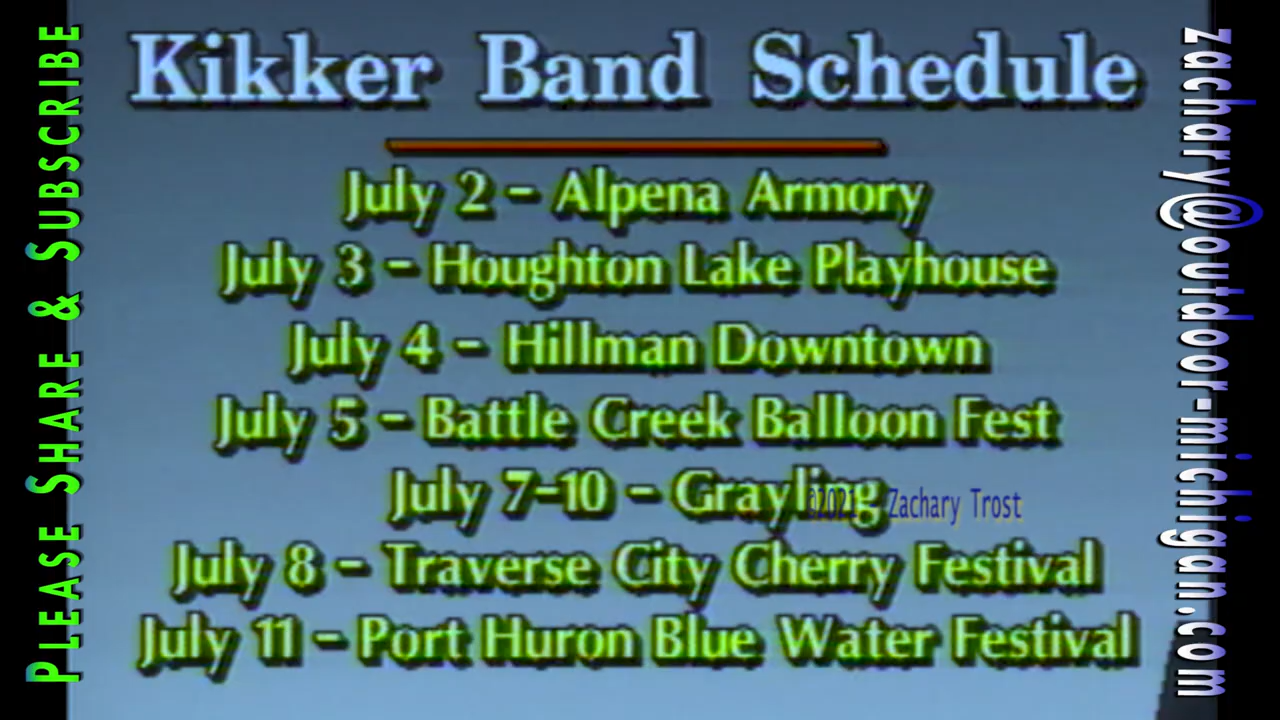 Kikker Band Schedule
July 2 - Alpena Armory
July 3 - Houghton Lake Playhouse
July 4 - Hillman Downtown
July 5 - Battle Creek Balloon Fest
July 7-10 - Grayling
©2021 - Zachary Trost
July 8 - Traverse City Cherry Festival
July 11 - Port Huron Blue Water Festival
PLEASE SHARE & SUBSCRIBE
zachary@outdoor-michigan.com